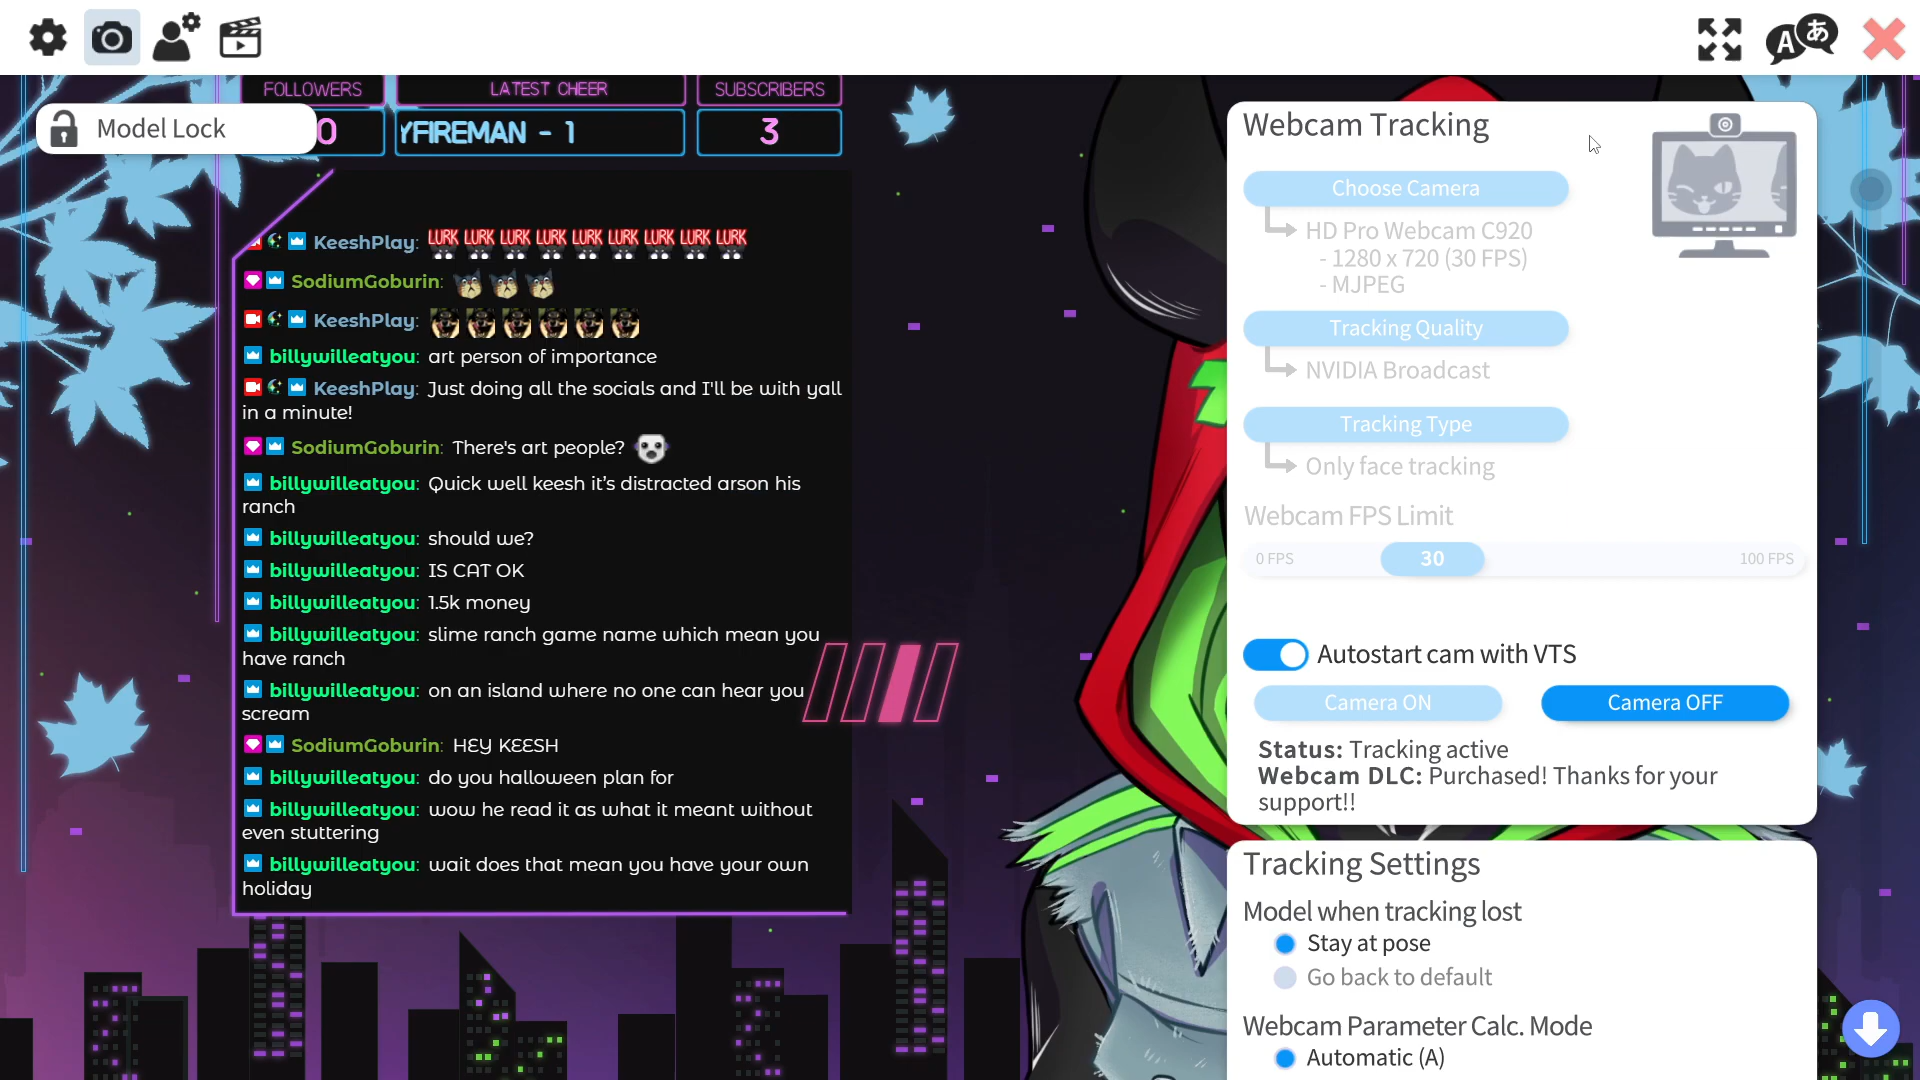 FOLLOWERS
LATEST CHEER
SUBSCRIBERS
Model Lock
0
YFIREMAN - 1
3
KeeshPlay: LURK LURK LURK LURK LURK LURK LURK LURK LURK
SodiumGoburin:
KeeshPlay:
billywilleatyou: art person of importance
KeeshPlay: Just doing all the socials and I'll be with yall
in a minute!
SodiumGoburin: There's art people?
billywilleatyou: Quick well keesh it's distracted arson his
ranch
billywilleatyou: should we?
billywilleatyou: IS CAT OK
billywilleatyou: 1.5k money
billywilleatyou: slime ranch game name which mean you
have ranch
billywilleatyou: on an island where no one can hear you
scream
SodiumGoburin: HEY KEESH
billywilleatyou: do you halloween plan for
billywilleatyou: wow he read it as what it meant without
even stuttering
billywilleatyou: wait does that mean you have your own
holiday
A あ
Webcam Tracking
Choose Camera
HD Pro Webcam C920
- 1280 x 720 (30 FPS)
- MJPEG
Tracking Quality
NVIDIA Broadcast
Tracking Type
Only face tracking
Webcam FPS Limit
0 FPS
30
100 FPS
Autostart cam with VTS
Camera ON
Camera OFF
Status: Tracking active
Webcam DLC: Purchased! Thanks for your
support!!
Tracking Settings
Model when tracking lost
Stay at pose
Go back to default
Webcam Parameter Calc. Mode
Automatic (A)